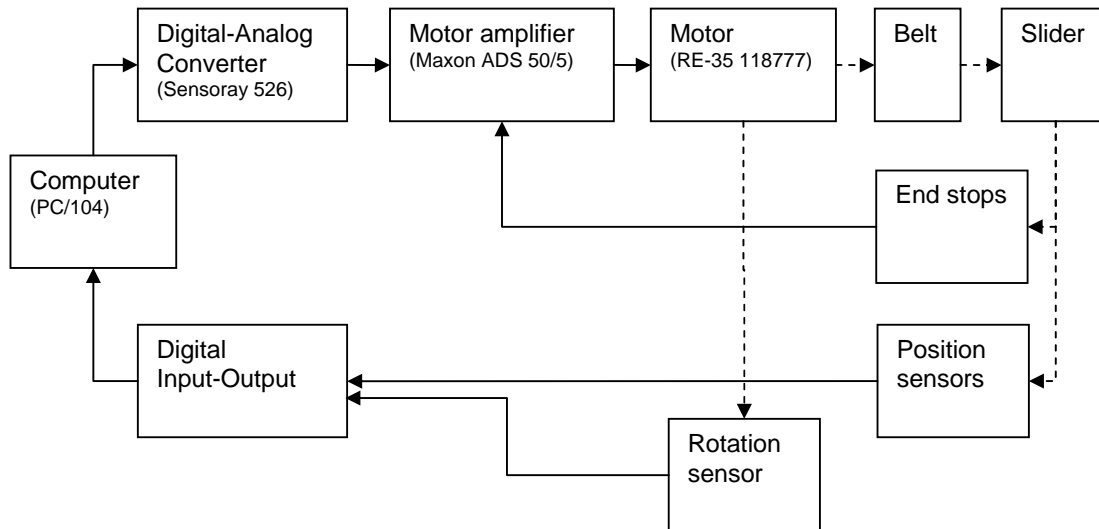 Digital-Analog
Converter
(Sensoray 526)
Motor amplifier
(Maxon ADS 50/5)
Motor
(RE-35 118777)
Belt
Slider
Computer
(PC/104)
End stops
Digital
Input-Output
Position
sensors
Rotation
sensor